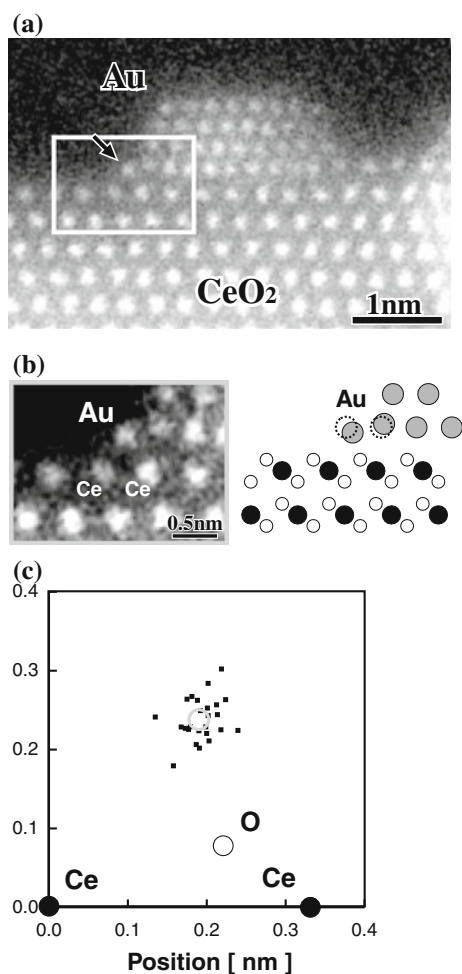 (a)
Au
CeO₂
1nm
(b)
Au
Ce Ce
0.5nm
Au
(c)
0.4
0.3
0.2
0.1
0.0
O
Ce Ce
0.0 0.1 0.2 0.3 0.4
Position [ nm ]